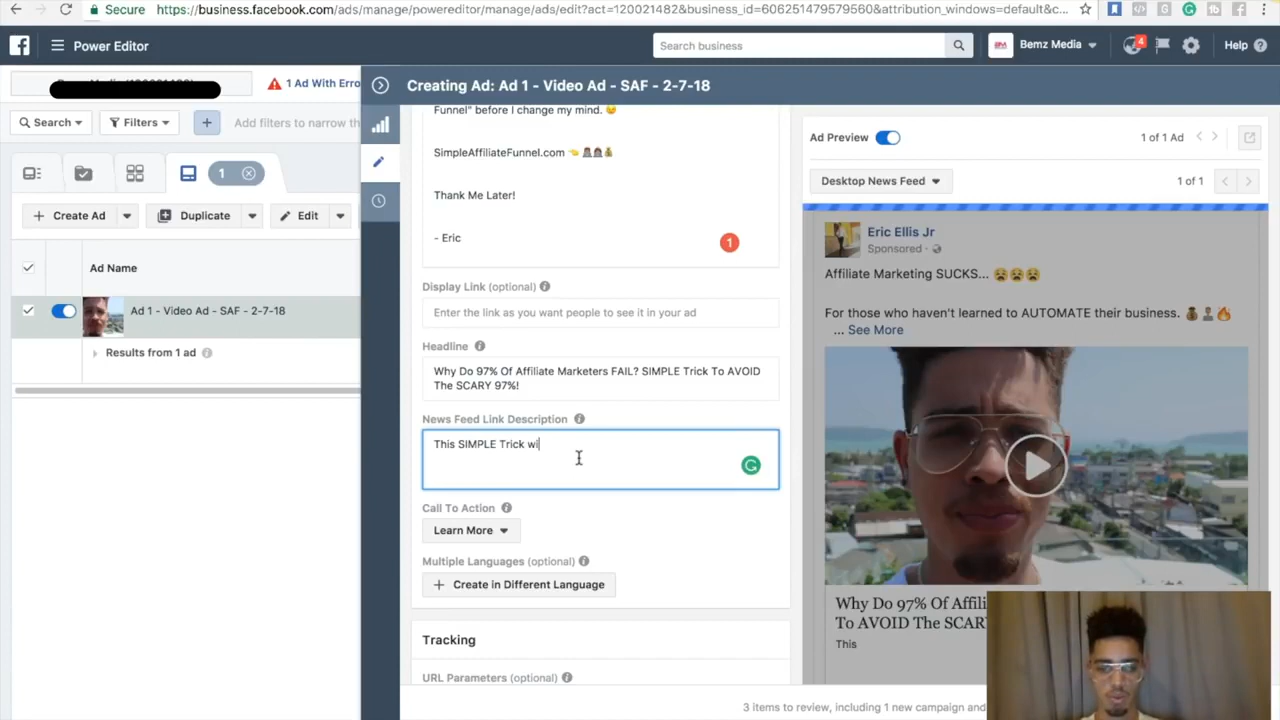 Secure
https://business.facebook.com/ads/manage/powereditor/manage/ads/edit?act=120021482&business_id=606251479579560&attribution_windows=default&c...
Power Editor
Search business
Bemz Media
4
Help
1 Ad With Erro
Creating Ad: Ad 1 - Video Ad - SAF - 2-7-18
Search
Filters
Add filters to narrow th
1
Create Ad
Duplicate
Edit
Ad Name
Ad 1 - Video Ad - SAF - 2-7-18
Results from 1 ad
Funnel" before I change my mind. 😉
SimpleAffiliateFunnel.com
Thank Me Later!
- Eric
1
Display Link (optional)
Enter the link as you want people to see it in your ad
Headline
Why Do 97% Of Affiliate Marketers FAIL? SIMPLE Trick To AVOID
The SCARY 97%!
News Feed Link Description
This SIMPLE Trick wi
Call To Action
Learn More
Multiple Languages (optional)
Create in Different Language
Tracking
URL Parameters (optional)
Ad Preview
1 of 1 Ad
Desktop News Feed
1 of 1
Eric Ellis Jr
Sponsored
Affiliate Marketing SUCKS... 😫😫😫
For those who haven't learned to AUTOMATE their business. 💰👤🔥
... See More
Why Do 97% Of Affili
To AVOID The SCAR
This
3 items to review, including 1 new campaign and